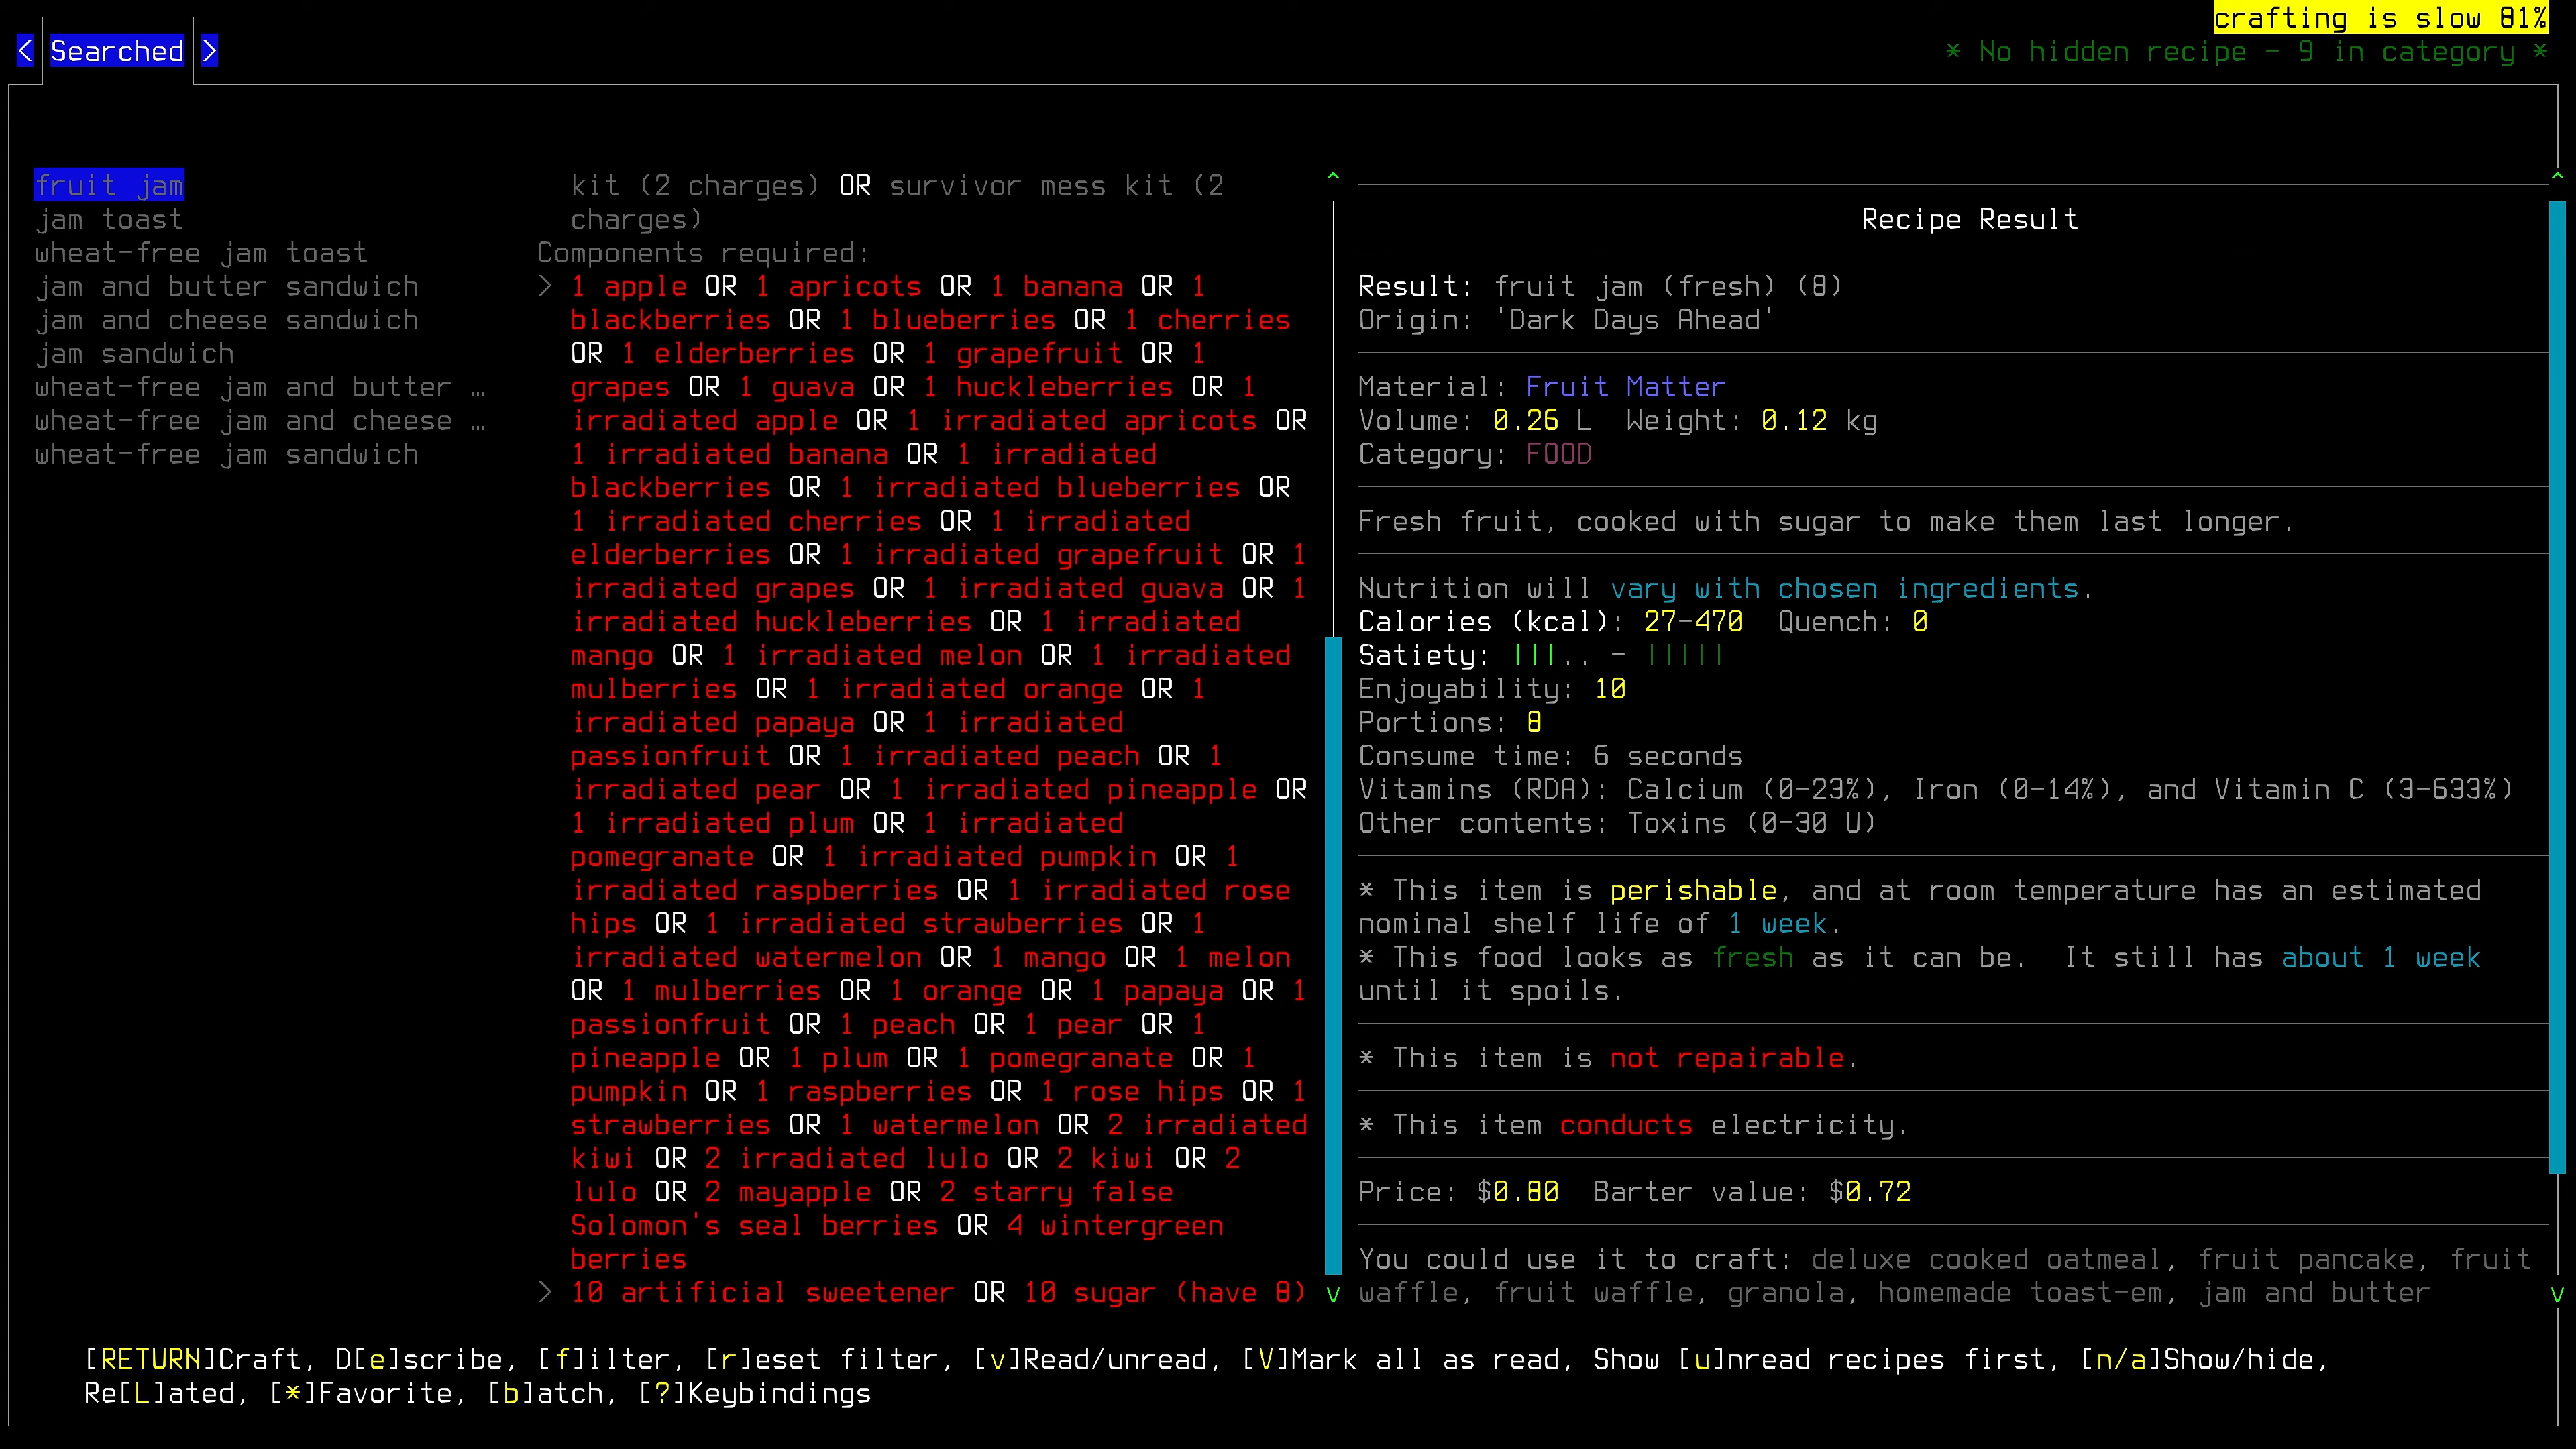 crafting is slow 81%
< Searched >
* No hidden recipe - 9 in category *
fruit jam
jam toast
wheat-free jam toast
jam and butter sandwich
jam and cheese sandwich
jam sandwich
wheat-free jam and butter …
wheat-free jam and cheese …
wheat-free jam sandwich
kit (2 charges) OR survivor mess kit (2
charges)
Components required:
> 1 apple OR 1 apricots OR 1 banana OR 1
blackberries OR 1 blueberries OR 1 cherries
OR 1 elderberries OR 1 grapefruit OR 1
grapes OR 1 guava OR 1 huckleberries OR 1
irradiated apple OR 1 irradiated apricots OR
1 irradiated banana OR 1 irradiated
blackberries OR 1 irradiated blueberries OR
1 irradiated cherries OR 1 irradiated
elderberries OR 1 irradiated grapefruit OR 1
irradiated grapes OR 1 irradiated guava OR 1
irradiated huckleberries OR 1 irradiated
mango OR 1 irradiated melon OR 1 irradiated
mulberries OR 1 irradiated orange OR 1
irradiated papaya OR 1 irradiated
passionfruit OR 1 irradiated peach OR 1
irradiated pear OR 1 irradiated pineapple OR
1 irradiated plum OR 1 irradiated
pomegranate OR 1 irradiated pumpkin OR 1
irradiated raspberries OR 1 irradiated rose
hips OR 1 irradiated strawberries OR 1
irradiated watermelon OR 1 mango OR 1 melon
OR 1 mulberries OR 1 orange OR 1 papaya OR 1
passionfruit OR 1 peach OR 1 pear OR 1
pineapple OR 1 plum OR 1 pomegranate OR 1
pumpkin OR 1 raspberries OR 1 rose hips OR 1
strawberries OR 1 watermelon OR 2 irradiated
kiwi OR 2 irradiated lulo OR 2 kiwi OR 2
lulo OR 2 mayapple OR 2 starry false
Solomon's seal berries OR 4 wintergreen
berries
> 10 artificial sweetener OR 10 sugar (have 8)
Recipe Result
Result: fruit jam (fresh) (8)
Origin: 'Dark Days Ahead'
Material: Fruit Matter
Volume: 0.26 L  Weight: 0.12 kg
Category: FOOD
Fresh fruit, cooked with sugar to make them last longer.
Nutrition will vary with chosen ingredients.
Calories (kcal): 27-470  Quench: 0
Satiety: |||.. - |||||
Enjoyability: 10
Portions: 8
Consume time: 6 seconds
Vitamins (RDA): Calcium (0-23%), Iron (0-14%), and Vitamin C (3-633%)
Other contents: Toxins (0-30 U)
* This item is perishable, and at room temperature has an estimated
nominal shelf life of 1 week.
* This food looks as fresh as it can be.  It still has about 1 week
until it spoils.
* This item is not repairable.
* This item conducts electricity.
Price: $0.80  Barter value: $0.72
You could use it to craft: deluxe cooked oatmeal, fruit pancake, fruit
waffle, fruit waffle, granola, homemade toast-em, jam and butter
[RETURN]Craft, D[e]scribe, [f]ilter, [r]eset filter, [v]Read/unread, [V]Mark all as read, Show [u]nread recipes first, [n/a]Show/hide,
Re[L]ated, [*]Favorite, [b]atch, [?]Keybindings